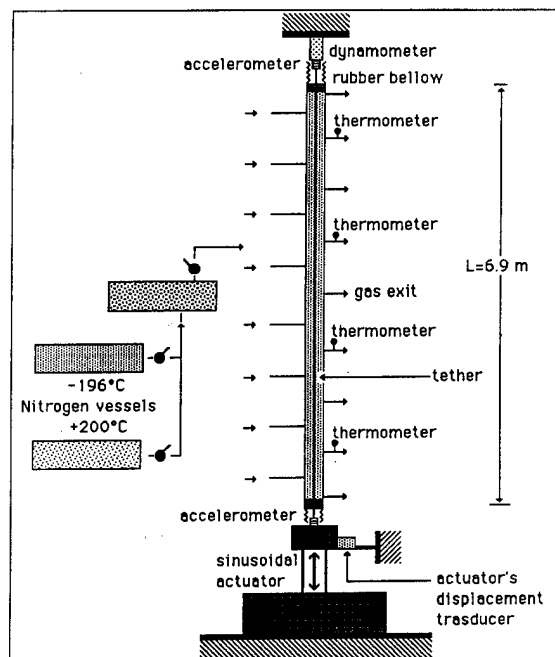 dynamometer
accelerometer
rubber bellow
thermometer
thermometer
L=6.9 m
gas exit
thermometer
-196°C
tether
Nitrogen vessels
+200°C
thermometer
accelerometer
sinusoidal
actuator
actuator's
displacement
trasducer